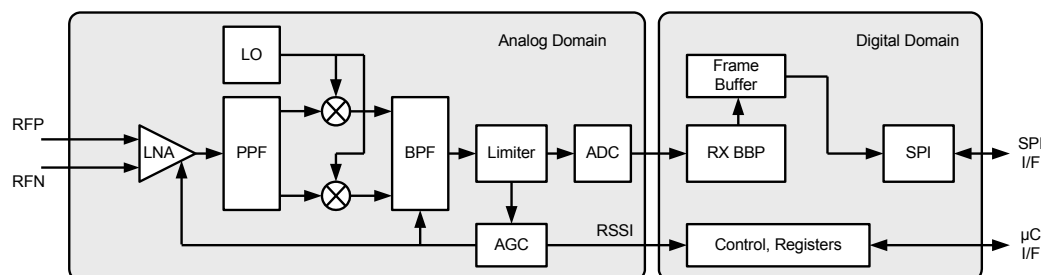 Analog Domain
Digital Domain
LO
Frame
Buffer
RFP
RFN
LNA
PPF
BPF
Limiter
ADC
RX BBP
SPI
SPI
I/F
AGC
RSSI
Control, Registers
µC
I/F